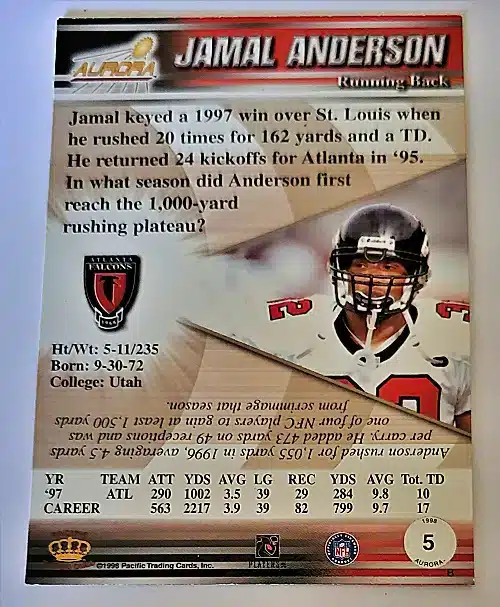 AURORA
JAMAL ANDERSON
Running Back
Jamal keyed a 1997 win over St. Louis when
he rushed 20 times for 162 yards and a TD.
He returned 24 kickoffs for Atlanta in ‘95.
In what season did Anderson first
reach the 1,000-yard
rushing plateau?
ATLANTA
FALCONS
Ht/Wt: 5-11/235
Born: 9-30-72
College: Utah
Anderson rushed for 1,055 yards in 1996, averaging 4.5 yards
per carry. He added 473 yards on 49 receptions and was
one of four NFC players to gain at least 1,500 yards
from scrimmage that season.
YR TEAM ATT YDS AVG LG REC YDS AVG Tot. TD
'97 ATL 290 1002 3.5 39 29 284 9.8 10
CAREER 563 2217 3.9 39 82 799 9.7 17
©1998 Pacific Trading Cards, Inc.
PLAYERS INC
NFL
1998
5
AURORA